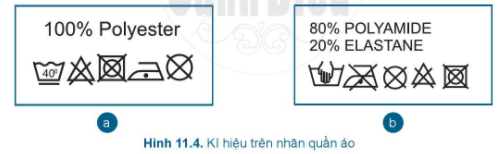 100% Polyester
40°
a
80% POLYAMIDE
20% ELASTANE
b
Hình 11.4. Kí hiệu trên nhãn quần áo